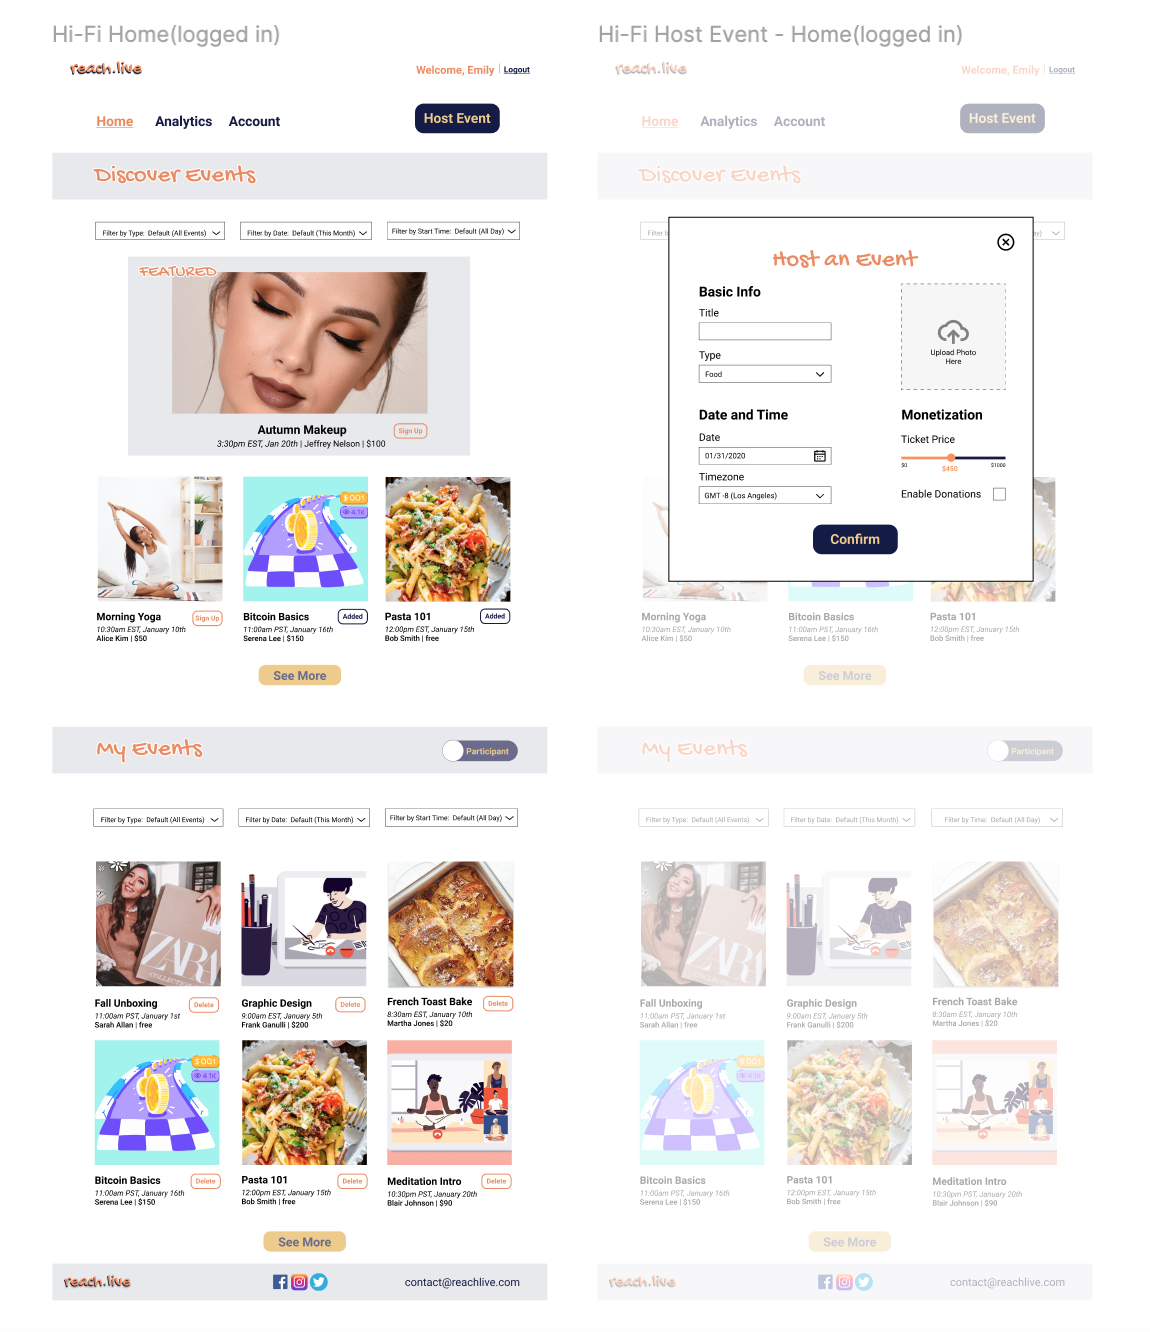 Hi-Fi Home(logged in)
reach.live
Welcome, Emily | Logout
Home Analytics Account
Host Event
Discover Events
Filter by Type: Default (All Events)
Filter by Date: Default (This Month)
Filter by Start Time: Default (All Day)
FEATURED
Autumn Makeup
Sign Up
3:30pm EST, Jan 20th | Jeffrey Nelson | $100
$ 001
4.1K
Morning Yoga
Sign Up
10:30am EST, January 10th
Alice Kim | $50
Bitcoin Basics
Added
11:00am PST, January 16th
Serena Lee | $150
Pasta 101
Added
12:00pm EST, January 15th
Bob Smith | free
See More
My Events
Participant
Filter by Type: Default (All Events)
Filter by Date: Default (This Month)
Filter by Start Time: Default (All Day)
ZARA
Fall Unboxing
Delete
11:00am PST, January 1st
Sarah Allan | free
Graphic Design
Delete
9:00am EST, January 5th
Frank Ganulli | $200
French Toast Bake
Delete
8:30am EST, January 10th
Martha Jones | $20
$ 001
4.1K
Bitcoin Basics
Delete
11:00am PST, January 16th
Serena Lee | $150
Pasta 101
Delete
12:00pm EST, January 15th
Bob Smith | free
Meditation Intro
Delete
10:30pm PST, January 20th
Blair Johnson | $90
See More
reach.live
contact@reachlive.com
Hi-Fi Host Event - Home(logged in)
reach.live
Welcome, Emily | Logout
Home Analytics Account
Host Event
Discover Events
Filter b
ay)
Host an Event
Basic Info
Title
Type
Food
Upload Photo
Here
Date and Time
Date
01/31/2020
Timezone
GMT -8 (Los Angeles)
Monetization
Ticket Price
$0
$450
$1000
Enable Donations
Confirm
Morning Yoga
10:30am EST, January 10th
Alice Kim | $50
Bitcoin Basics
11:00am PST, January 16th
Serena Lee | $150
Pasta 101
12:00pm EST, January 15th
Bob Smith | free
See More
My Events
Participant
Filter by Type: Default (All Events)
Filter by Date: Default (This Month)
Filter by Time: Default (All Day)
ZARA
Fall Unboxing
11:00am PST, January 1st
Sarah Allan | free
Graphic Design
9:00am EST, January 5th
Frank Ganulli | $200
French Toast Bake
8:30am EST, January 10th
Martha Jones | $20
$ 001
4.1K
Bitcoin Basics
11:00am PST, January 16th
Serena Lee | $150
Pasta 101
12:00pm EST, January 15th
Bob Smith | free
Meditation Intro
10:30pm PST, January 20th
Blair Johnson | $90
See More
reach.live
contact@reachlive.com